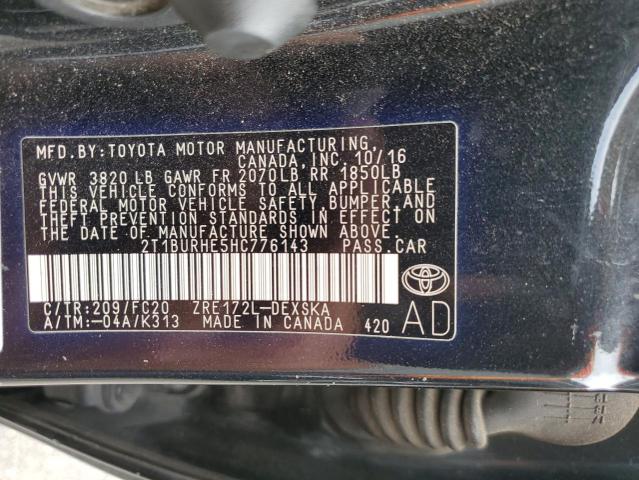 MFD.BY:TOYOTA MOTOR MANUFACTURING,
CANADA, INC. 10/16
GVWR 3820 LB GAWR FR 2070LB RR 1850LB
THIS VEHICLE CONFORMS TO ALL APPLICABLE
FEDERAL MOTOR VEHICLE SAFETY, BUMPER, AND
THEFT PREVENTION STANDARDS IN EFFECT ON
THE DATE OF MANUFACTURE SHOWN ABOVE.
2T1BURHE5HC776143 PASS.CAR
C/TR:209/FC20 ZRE172L-DEXSKA
A/TM:-04A/K313 MADE IN CANADA 420
AD